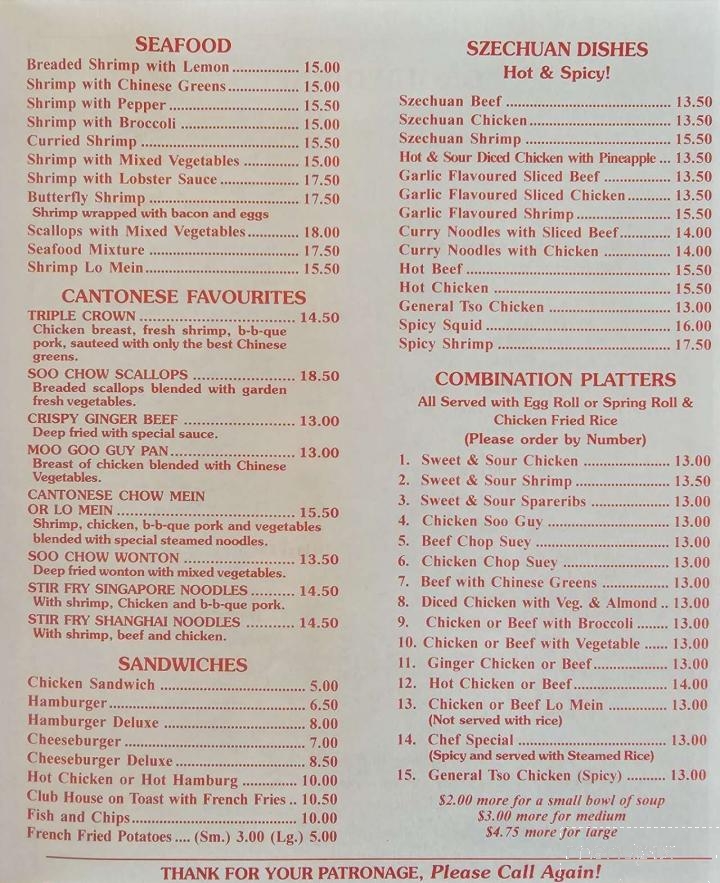 SEAFOOD
Breaded Shrimp with Lemon ............... 15.00
Shrimp with Chinese Greens ................ 15.00
Shrimp with Pepper ............................. 15.50
Shrimp with Broccoli ........................... 15.00
Curried Shrimp .................................... 15.50
Shrimp with Mixed Vegetables ............ 15.00
Shrimp with Lobster Sauce .................. 17.50
Butterfly Shrimp .................................. 17.50
Shrimp wrapped with bacon and eggs
Scallops with Mixed Vegetables ............ 18.00
Seafood Mixture ................................... 17.50
Shrimp Lo Mein ................................... 15.50
CANTONESE FAVOURITES
TRIPLE CROWN ................................... 14.50
Chicken breast, fresh shrimp, b-b-que
pork, sauteed with only the best Chinese
greens.
SOO CHOW SCALLOPS ....................... 18.50
Breaded scallops blended with garden
fresh vegetables.
CRISPY GINGER BEEF ......................... 13.00
Deep fried with special sauce.
MOO GOO GUY PAN ............................ 13.00
Breast of chicken blended with Chinese
Vegetables.
CANTONESE CHOW MEIN
OR LO MEIN ........................................ 15.50
Shrimp, chicken, b-b-que pork and vegetables
blended with special steamed noodles.
SOO CHOW WONTON ......................... 13.50
Deep fried wonton with mixed vegetables.
STIR FRY SINGAPORE NOODLES ......... 14.50
With shrimp, Chicken and b-b-que pork.
STIR FRY SHANGHAI NOODLES .......... 14.50
With shrimp, beef and chicken.
SANDWICHES
Chicken Sandwich ................................. 5.00
Hamburger ............................................ 6.50
Hamburger Deluxe ................................ 8.00
Cheeseburger ......................................... 7.00
Cheeseburger Deluxe ............................. 8.50
Hot Chicken or Hot Hamburg ................. 10.00
Club House on Toast with French Fries .. 10.50
Fish and Chips ...................................... 10.00
French Fried Potatoes .... (Sm.) 3.00 (Lg.) 5.00
SZECHUAN DISHES
Hot & Spicy!
Szechuan Beef ..................................... 13.50
Szechuan Chicken ................................ 13.50
Szechuan Shrimp ................................. 15.50
Hot & Sour Diced Chicken with Pineapple ... 13.50
Garlic Flavoured Sliced Beef ................ 13.50
Garlic Flavoured Sliced Chicken .......... 13.50
Garlic Flavoured Shrimp ...................... 15.50
Curry Noodles with Sliced Beef ............ 14.00
Curry Noodles with Chicken ................ 14.00
Hot Beef .............................................. 15.50
Hot Chicken ........................................ 15.50
General Tso Chicken ............................ 13.00
Spicy Squid ......................................... 16.00
Spicy Shrimp ....................................... 17.50
COMBINATION PLATTERS
All Served with Egg Roll or Spring Roll &
Chicken Fried Rice
(Please order by Number)
1. Sweet & Sour Chicken .................... 13.00
2. Sweet & Sour Shrimp ..................... 13.50
3. Sweet & Sour Spareribs .................. 13.00
4. Chicken Soo Guy ............................ 13.00
5. Beef Chop Suey .............................. 13.00
6. Chicken Chop Suey ......................... 13.00
7. Beef with Chinese Greens ................ 13.00
8. Diced Chicken with Veg. & Almond .. 13.00
9. Chicken or Beef with Broccoli ........ 13.00
10. Chicken or Beef with Vegetable ...... 13.00
11. Ginger Chicken or Beef .................. 13.00
12. Hot Chicken or Beef ....................... 14.00
13. Chicken or Beef Lo Mein ............... 13.00
(Not served with rice)
14. Chef Special ................................... 13.00
(Spicy and served with Steamed Rice)
15. General Tso Chicken (Spicy) .......... 13.00
$2.00 more for a small bowl of soup
$3.00 more for medium
$4.75 more for large
THANK FOR YOUR PATRONAGE, Please Call Again!